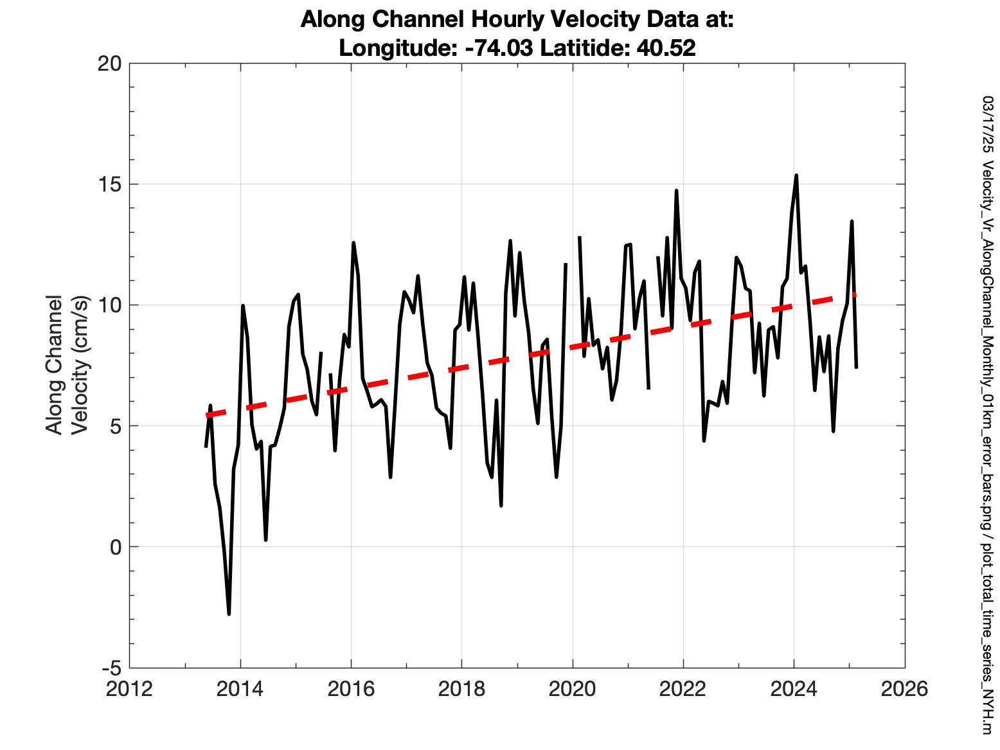 Along Channel Hourly Velocity Data at:
Longitude: -74.03 Latitide: 40.52
20
15
10
5
0
-5
Along Channel
Velocity (cm/s)
2012 2014 2016 2018 2020 2022 2024 2026
03/17/25 Velocity_Vr_AlongChannel_Monthly_01km_error_bars.png / plot_total_time_series_NYH.m